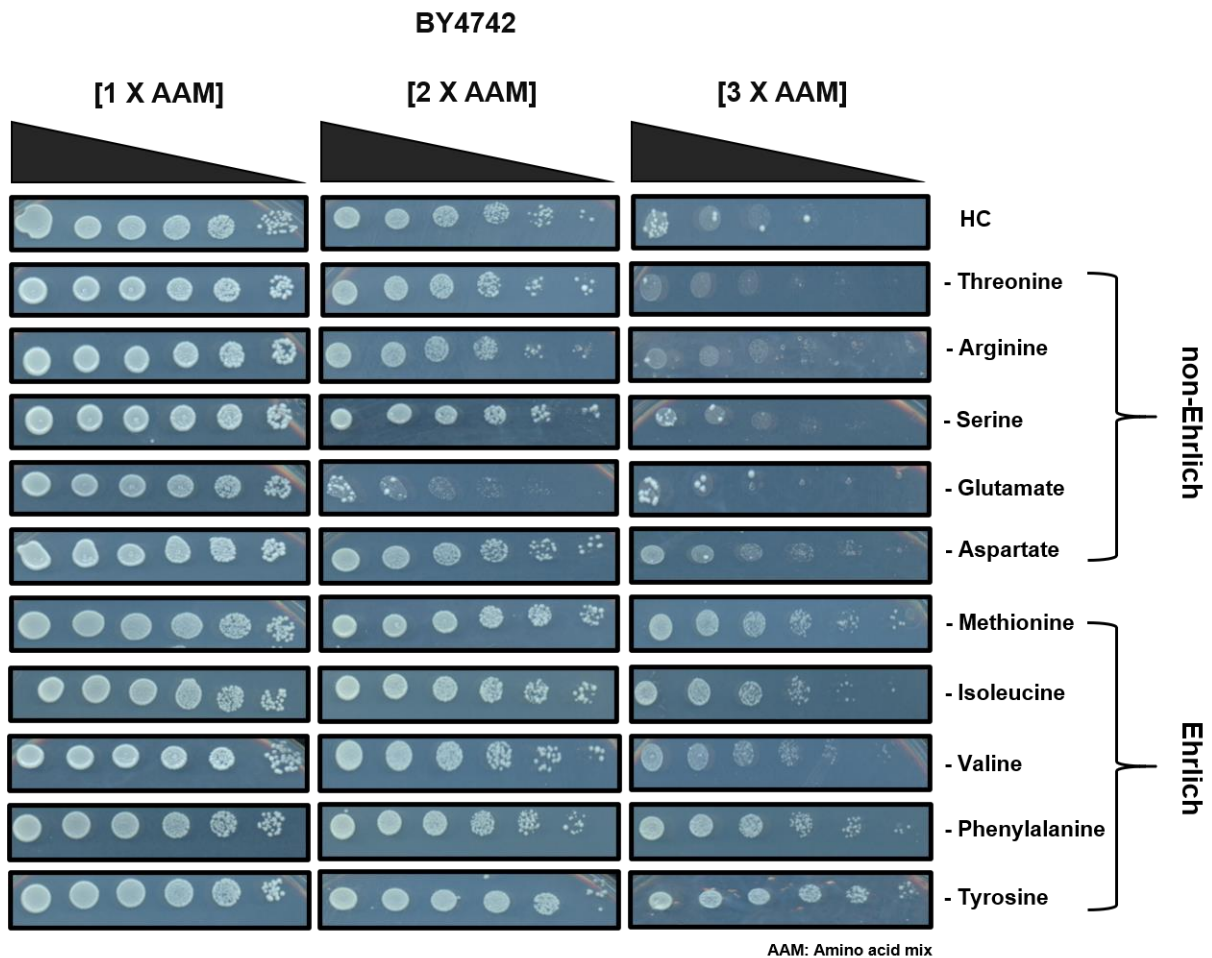 BY4742
[1 X AAM] [2 X AAM] [3 X AAM]
HC
- Threonine
- Arginine
- Serine
- Glutamate
- Aspartate
non-Ehrlich
- Methionine
- Isoleucine
- Valine
- Phenylalanine
- Tyrosine
Ehrlich
AAM: Amino acid mix